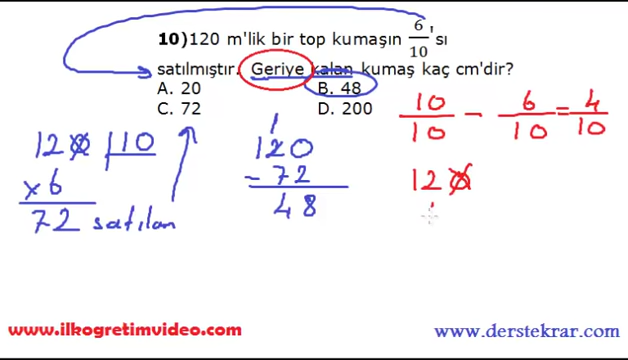 10)120 m'lik bir top kumaşın 6/10 'sı
satılmıştır. Geriye kalan kumaş kaç cm'dir?
A. 20 B. 48
C. 72 D. 200
10/10 - 6/10 = 4/10
120 10
x 6
72 satılan
120
- 72
48
120
www.ilkogretimvideo.com
www.derstekrar.com